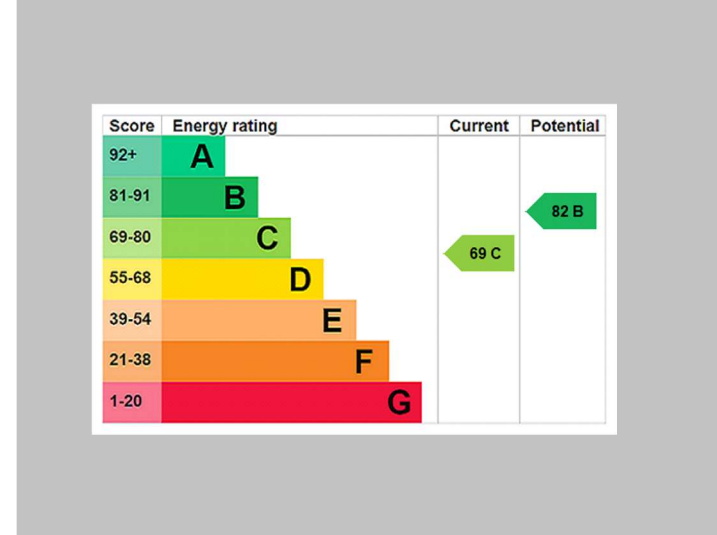 Score Energy rating Current Potential
92+ A
81-91 B
82 B
69-80 C
69 C
55-68 D
39-54 E
21-38 F
1-20 G